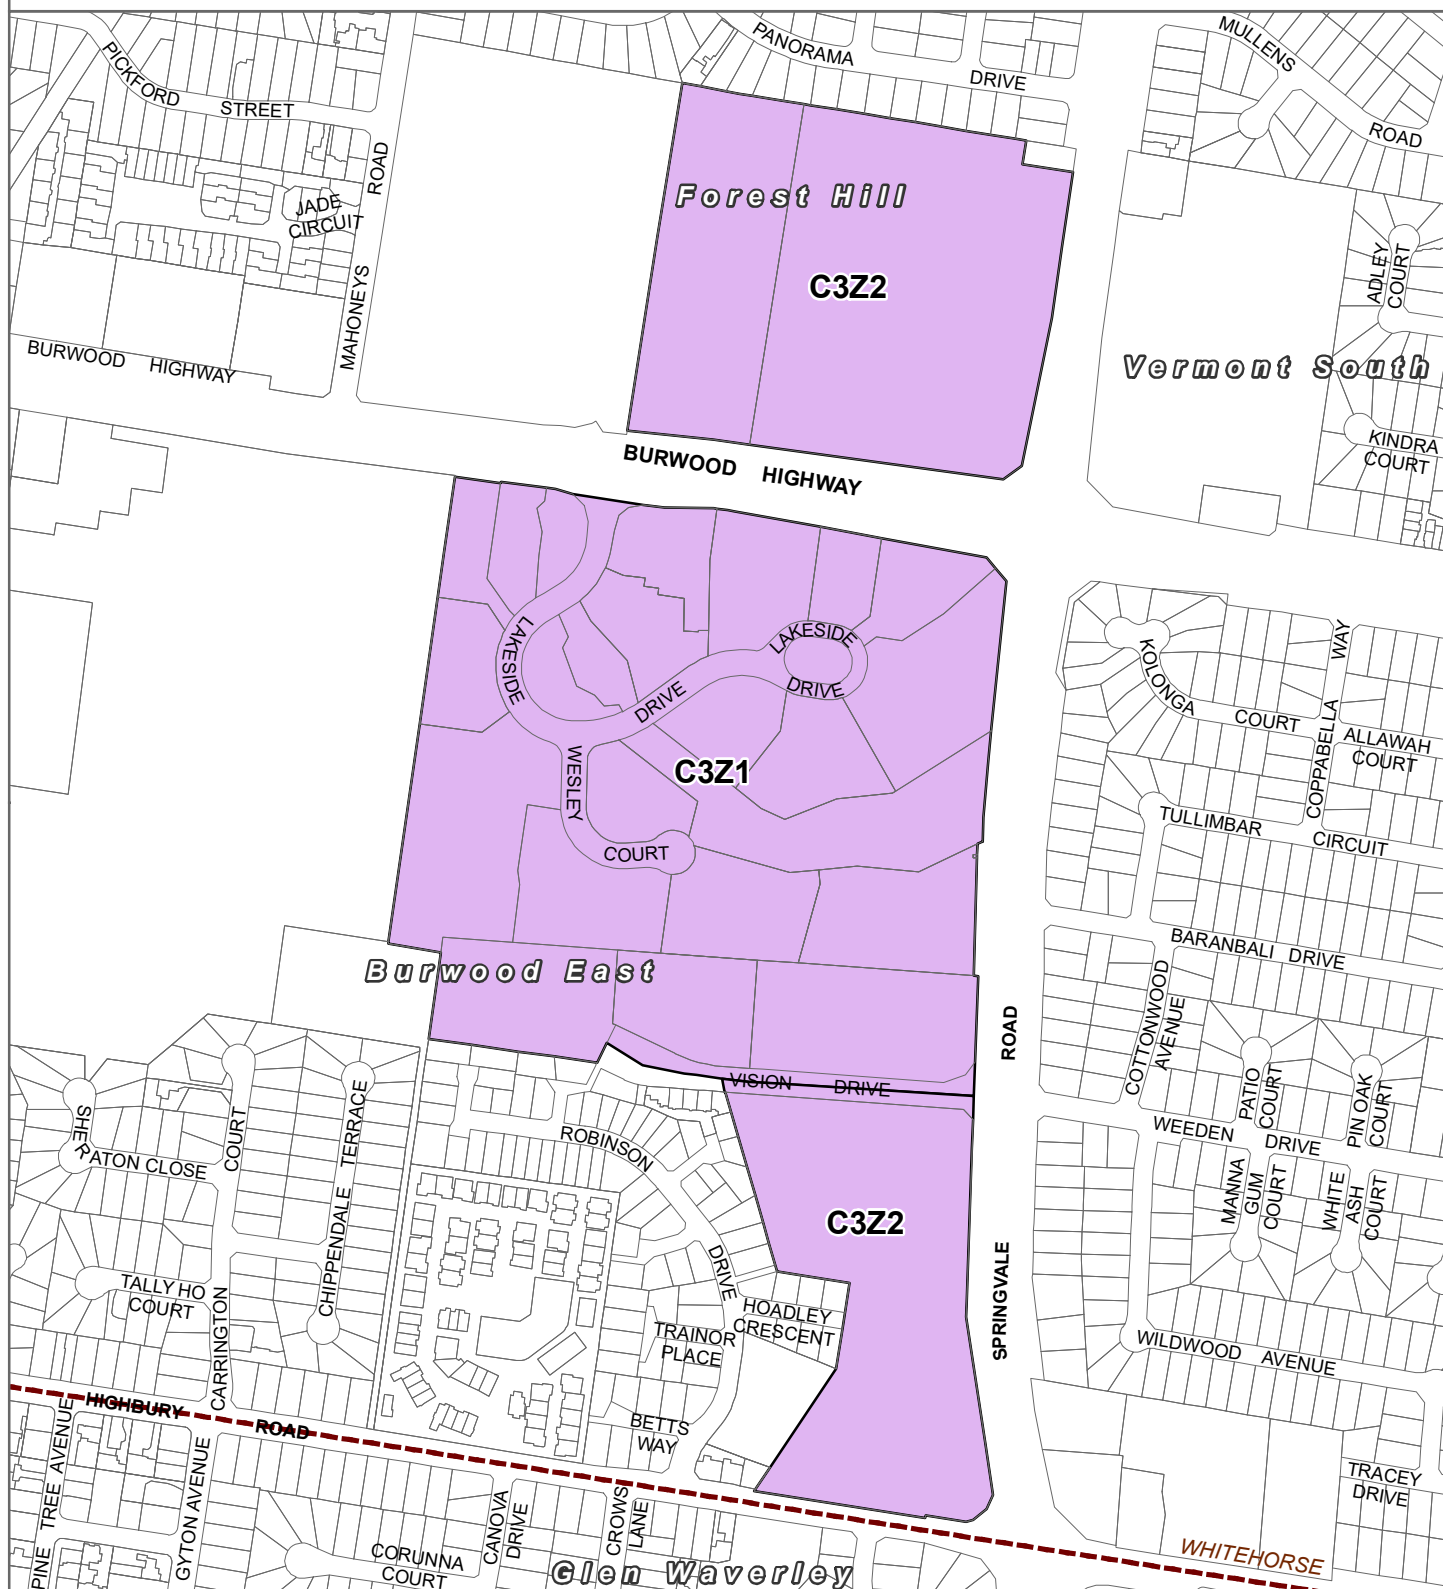 PANORAMA
DRIVE
MULLENS
ROAD
PICKFORD
STREET
ROAD
MAHONEYS
JADE
CIRCUIT
Forest Hill
C3Z2
ADLEY
COURT
BURWOOD HIGHWAY
Vermont South
KINDRA
COURT
BURWOOD HIGHWAY
LAKESIDE
DRIVE
LAKESIDE
DRIVE
KOLONGA
COURT
WAY
COPPABELLA
ALLAWAH
COURT
WESLEY
COURT
C3Z1
TULLIMBAR
CIRCUIT
BARANBALI DRIVE
Burwood East
COTTONWOOD
AVENUE
ROAD
SPRINGVALE
VISION DRIVE
PATIO
COURT
PIN OAK
COURT
WEEDEN DRIVE
SHERATON CLOSE
COURT
CARRINGTON
CHIPPENDALE TERRACE
ROBINSON
DRIVE
MANNA
GUM
COURT
WHITE
ASH
COURT
C3Z2
TALLY HO
COURT
HOADLEY
CRESCENT
TRAINOR
PLACE
WILDWOOD AVENUE
HIGHBURY
ROAD
BETTS
WAY
PINE TREE AVENUE
GYTON AVENUE
CANOVA
DRIVE
CROWS
LANE
TRACEY
DRIVE
CORUNNA
COURT
Glen Waverley
WHITEHORSE